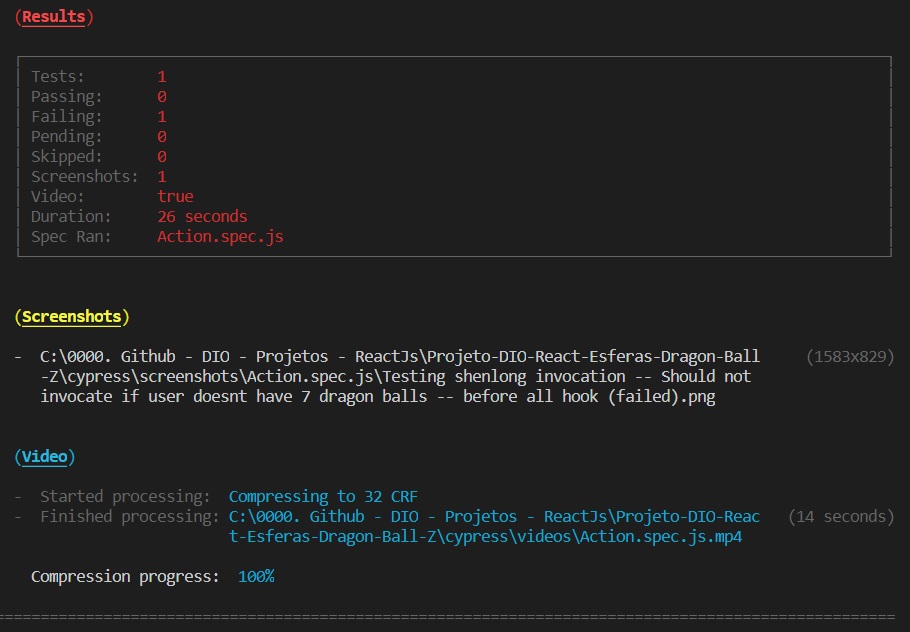 (Results)
Tests: 1
Passing: 0
Failing: 1
Pending: 0
Skipped: 0
Screenshots: 1
Video: true
Duration: 26 seconds
Spec Ran: Action.spec.js
(Screenshots)
- C:\0000. Github - DIO - Projetos - ReactJs\Projeto-DIO-React-Esferas-Dragon-Ball (1583x829)
-Z\cypress\screenshots\Action.spec.js\Testing shenlong invocation -- Should not
invocate if user doesnt have 7 dragon balls -- before all hook (failed).png
(Video)
- Started processing: Compressing to 32 CRF
- Finished processing: C:\0000. Github - DIO - Projetos - ReactJs\Projeto-DIO-Reac (14 seconds)
t-Esferas-Dragon-Ball-Z\cypress\videos\Action.spec.js.mp4
Compression progress: 100%